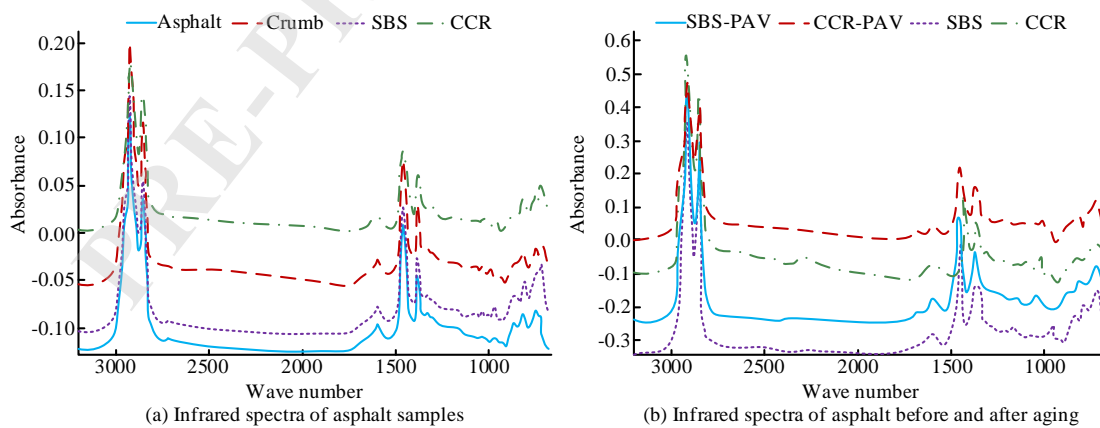 Asphalt Crumb SBS CCR
0.20
0.15
0.10
0.05
0.00
-0.05
-0.10
Absorbance
3000 2500 2000 1500 1000
Wave number
(a) Infrared spectra of asphalt samples
SBS-PAV CCR-PAV SBS CCR
0.6
0.5
0.4
0.3
0.2
0.1
0.0
-0.1
-0.2
-0.3
Absorbance
3000 2500 2000 1500 1000
Wave number
(b) Infrared spectra of asphalt before and after aging
PRE-P